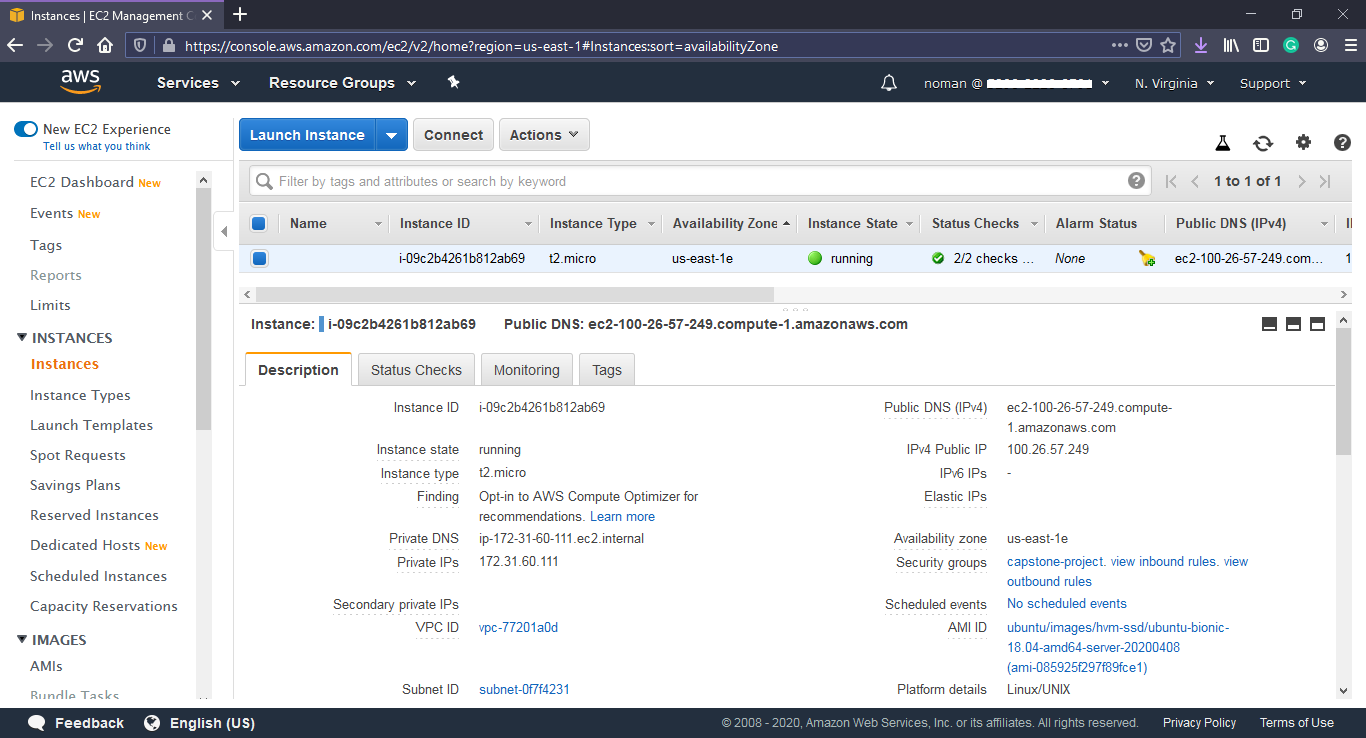 Instances | EC2 Management C
https://console.aws.amazon.com/ec2/v2/home?region=us-east-1#Instances:sort=availabilityZone
aws
Services
Resource Groups
noman @
N. Virginia
Support
New EC2 Experience
Tell us what you think
EC2 Dashboard New
Events New
Tags
Reports
Limits
INSTANCES
Instances
Instance Types
Launch Templates
Spot Requests
Savings Plans
Reserved Instances
Dedicated Hosts New
Scheduled Instances
Capacity Reservations
IMAGES
AMIs
Bundle Tasks
Launch Instance
Connect
Actions
Filter by tags and attributes or search by keyword
1 to 1 of 1
Name Instance ID Instance Type Availability Zone Instance State Status Checks Alarm Status Public DNS (IPv4)
i-09c2b4261b812ab69 t2.micro us-east-1e running 2/2 checks ... None ec2-100-26-57-249.com... 1
Instance: i-09c2b4261b812ab69 Public DNS: ec2-100-26-57-249.compute-1.amazonaws.com
Description Status Checks Monitoring Tags
Instance ID i-09c2b4261b812ab69
Instance state running
Instance type t2.micro
Finding Opt-in to AWS Compute Optimizer for
recommendations. Learn more
Private DNS ip-172-31-60-111.ec2.internal
Private IPs 172.31.60.111
Secondary private IPs
VPC ID vpc-77201a0d
Subnet ID subnet-0f7f4231
Public DNS (IPv4) ec2-100-26-57-249.compute-
1.amazonaws.com
IPv4 Public IP 100.26.57.249
IPv6 IPs -
Elastic IPs
Availability zone us-east-1e
Security groups capstone-project. view inbound rules. view
outbound rules
Scheduled events No scheduled events
AMI ID ubuntu/images/hvm-ssd/ubuntu-bionic-
18.04-amd64-server-20200408
(ami-085925f297f89fce1)
Platform details Linux/UNIX
Feedback
English (US)
© 2008 - 2020, Amazon Web Services, Inc. or its affiliates. All rights reserved.
Privacy Policy
Terms of Use